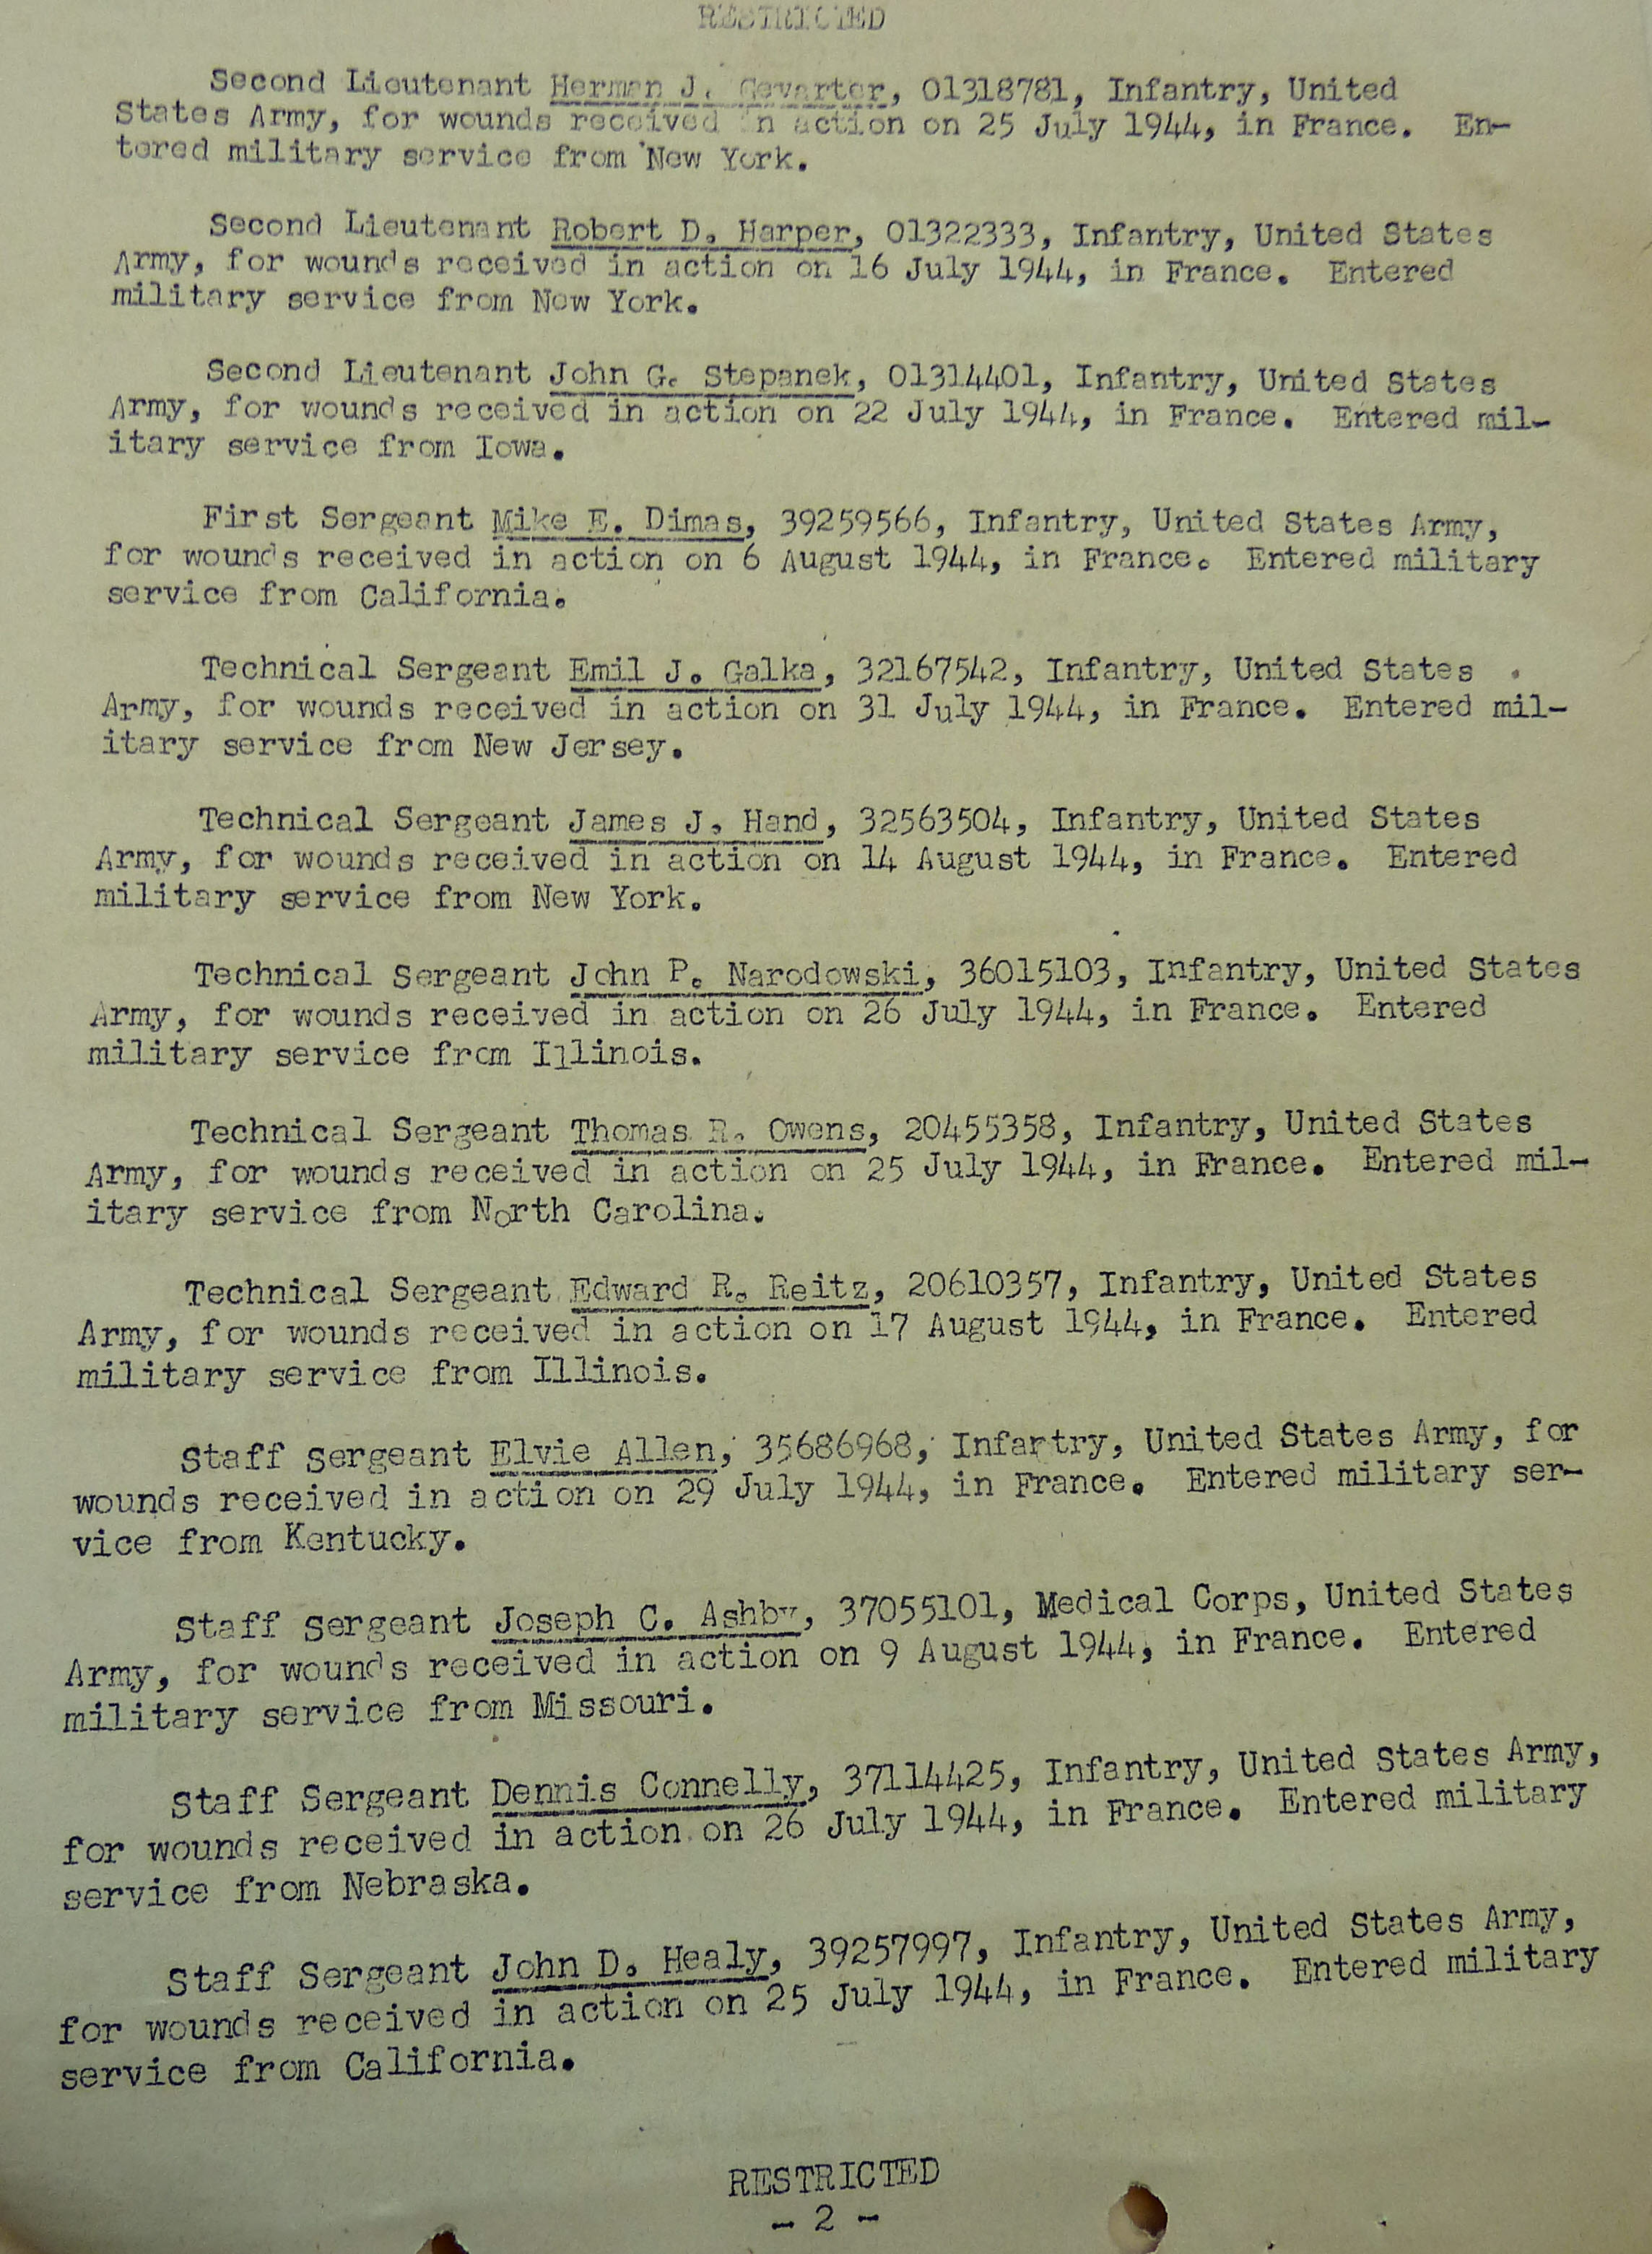 RESTRICTED
Second Lieutenant Herman J. Gevarter, 01318781, Infantry, United
States Army, for wounds received in action on 25 July 1944, in France. En-
tered military service from New York.
Second Lieutenant Robert D. Harper, 01322333, Infantry, United States
Army, for wounds received in action on 16 July 1944, in France. Entered
military service from New York.
Second Lieutenant John G. Stepanek, 01314401, Infantry, United States
Army, for wounds received in action on 22 July 1944, in France. Entered mil-
itary service from Iowa.
First Sergeant Mike E. Dimas, 39259566, Infantry, United States Army,
for wounds received in action on 6 August 1944, in France. Entered military
service from California.
Technical Sergeant Emil J. Galka, 32167542, Infantry, United States
Army, for wounds received in action on 31 July 1944, in France. Entered mil-
itary service from New Jersey.
Technical Sergeant James J. Hand, 32563504, Infantry, United States
Army, for wounds received in action on 14 August 1944, in France. Entered
military service from New York.
Technical Sergeant John P. Narodowski, 36015103, Infantry, United States
Army, for wounds received in action on 26 July 1944, in France. Entered
military service from Illinois.
Technical Sergeant Thomas R. Owens, 20455358, Infantry, United States
Army, for wounds received in action on 25 July 1944, in France. Entered mil-
itary service from North Carolina.
Technical Sergeant Edward R. Reitz, 20610357, Infantry, United States
Army, for wounds received in action on 17 August 1944, in France. Entered
military service from Illinois.
Staff Sergeant Elvie Allen, 35686968, Infantry, United States Army, for
wounds received in action on 29 July 1944, in France. Entered military ser-
vice from Kentucky.
Staff Sergeant Joseph C. Ashby, 37055101, Medical Corps, United States
Army, for wounds received in action on 9 August 1944, in France. Entered
military service from Missouri.
Staff Sergeant Dennis Connelly, 37114425, Infantry, United States Army,
for wounds received in action on 26 July 1944, in France. Entered military
service from Nebraska.
Staff Sergeant John D. Healy, 39257997, Infantry, United States Army,
for wounds received in action on 25 July 1944, in France. Entered military
service from California.
RESTRICTED
- 2 -